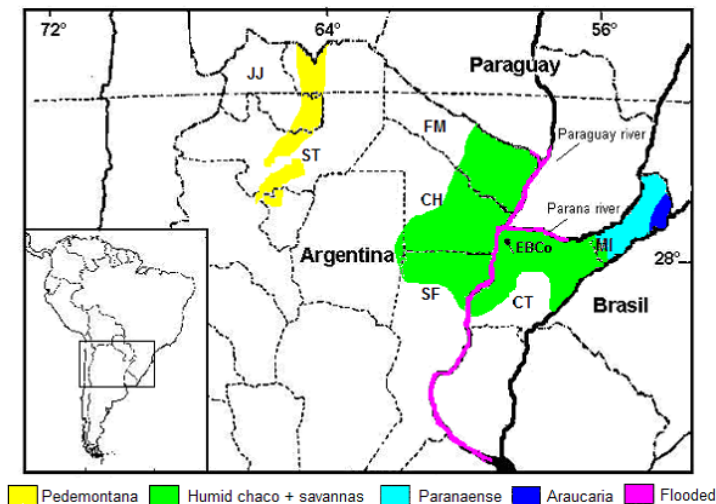 72°
64°
56°
JJ
Paraguay
FM
Paraguay river
ST
CH
Parana river
Argentina
EBCo
MI
28°
SF
CT
Brasil
Pedemontana
Humid chaco + savannas
Paranaense
Araucaria
Flooded